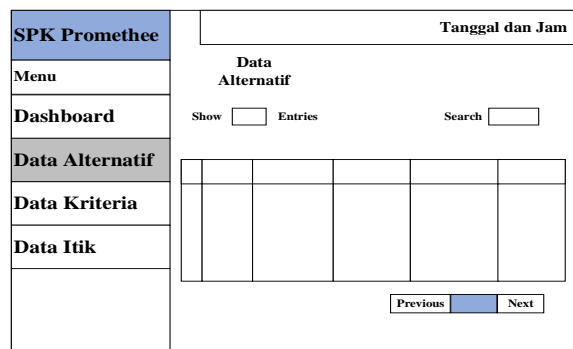 SPK Promethee
Tanggal dan Jam
Menu
Data
Alternatif
Dashboard
Show Entries Search
Data Alternatif
Data Kriteria
Data Itik
Previous Next